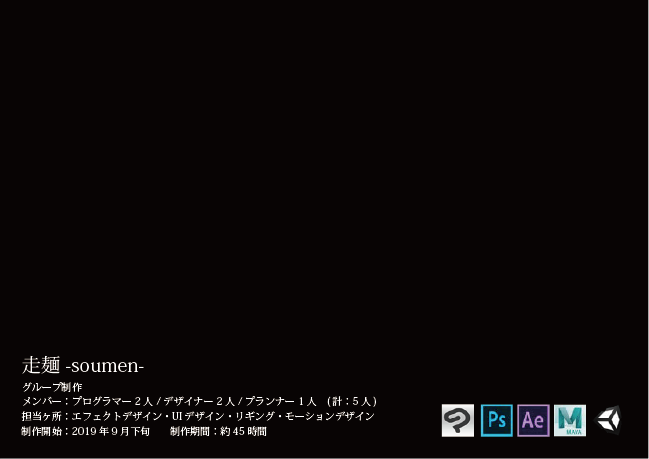 走麺 -soumen-
グループ制作
メンバー：プログラマー 2 人 / デザイナー 2 人 / プランナー 1 人 （計：5 人）
担当ヶ所：エフェクトデザイン・UI デザイン・リギング・モーションデザイン
制作開始：2019 年 9 月下旬　　制作期間：約 45 時間
Ps Ae M
MAYA